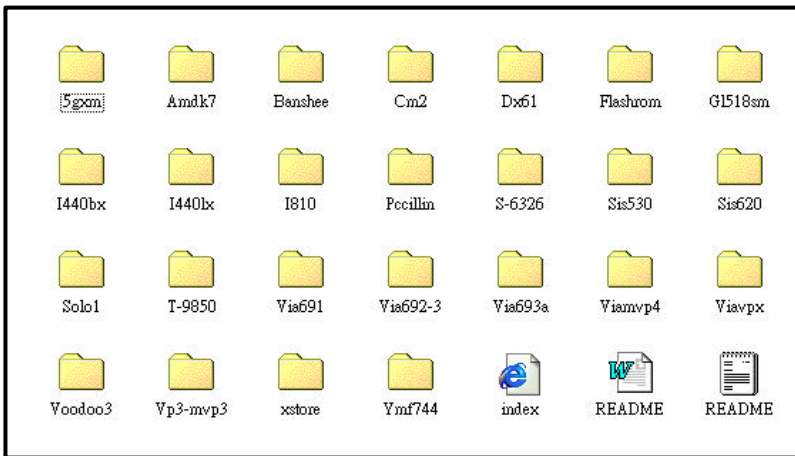 5gxm Amdk7 Banshee Cm2 Dx61 Flashrom Gl518sm
I440bx I440lx I810 Pccillin S-6326 Sis530 Sis620
Solo1 T-9850 Via691 Via692-3 Via693a Viamvp4 Viavpx
Voodoo3 Vp3-mvp3 xstore Ymf744 index README README